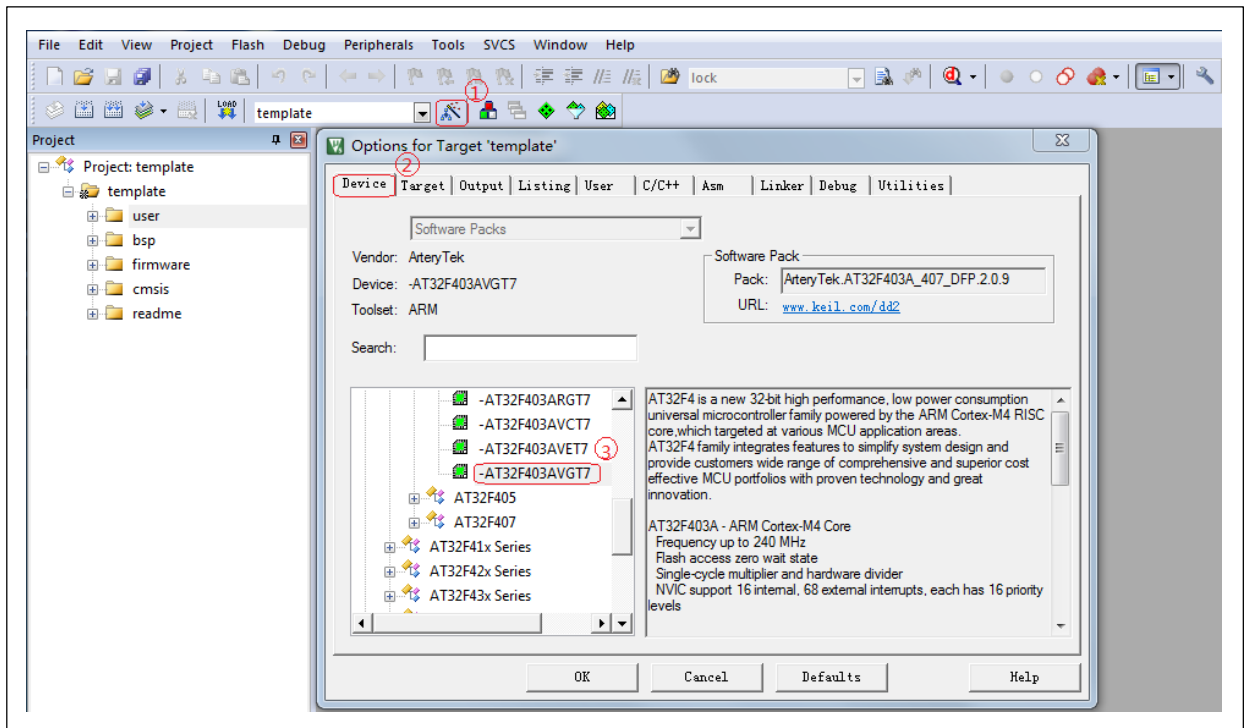 File Edit View Project Flash Debug Peripherals Tools SVCS Window Help
lock
①
LOAD template
Project
Options for Target 'template'
②
Project: template
template
user
bsp
firmware
cmsis
readme
Device Target Output Listing User C/C++ Asm Linker Debug Utilities
Software Packs
Vendor: ArteryTek
Device: -AT32F403AVGT7
Toolset: ARM
Software Pack
Pack: ArteryTek.AT32F403A_407_DFP.2.0.9
URL: www.keil.com/dd2
Search:
-AT32F403ARGT7
-AT32F403AVCT7
-AT32F403AVET7
③
-AT32F403AVGT7
AT32F405
AT32F407
AT32F41x Series
AT32F42x Series
AT32F43x Series
AT32F4 is a new 32-bit high performance, low power consumption
universal microcontroller family powered by the ARM Cortex-M4 RISC
core,which targeted at various MCU application areas.
AT32F4 family integrates features to simplify system design and
provide customers wide range of comprehensive and superior cost
effective MCU portfolios with proven technology and great
innovation.
AT32F403A - ARM Cortex-M4 Core
Frequency up to 240 MHz
Flash access zero wait state
Single-cycle multiplier and hardware divider
NVIC support 16 internal, 68 external interrupts, each has 16 priority
levels
OK Cancel Defaults Help